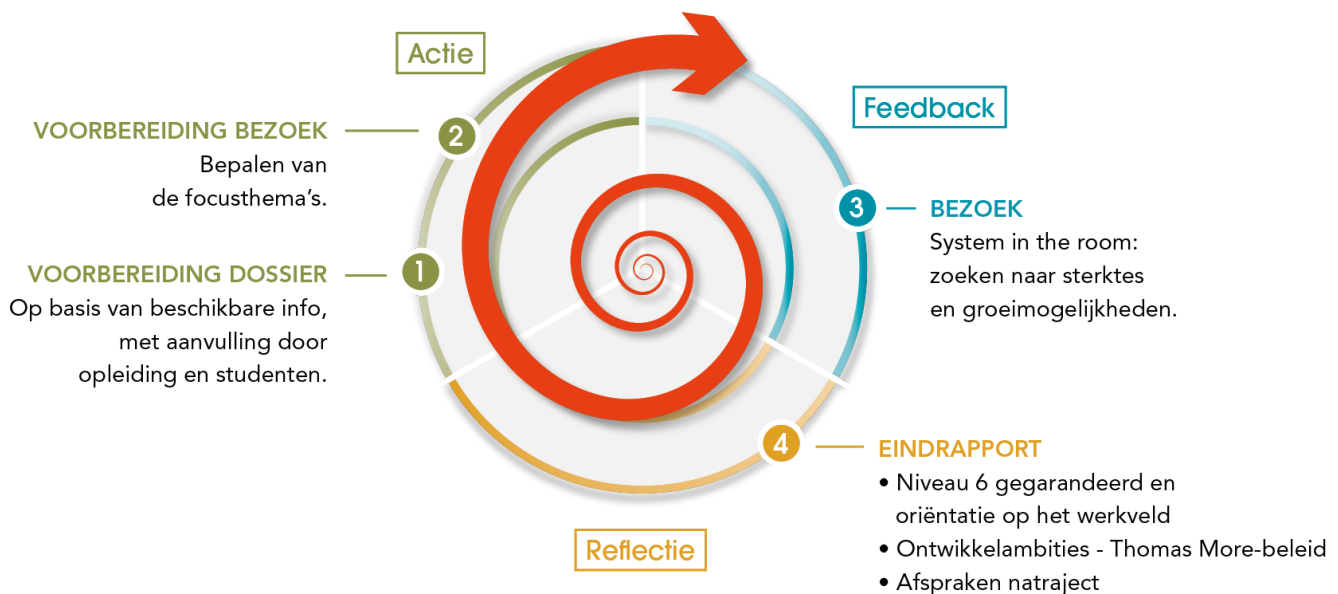 Actie
Feedback
2
VOORBEREIDING BEZOEK
Bepalen van
de focusthema’s.
1
VOORBEREIDING DOSSIER
Op basis van beschikbare info,
met aanvulling door
opleiding en studenten.
3
BEZOEK
System in the room:
zoeken naar sterktes
en groeimogelijkheden.
4
EINDRAPPORT
• Niveau 6 gegarandeerd en
oriëntatie op het werkveld
• Ontwikkelambities - Thomas More-beleid
• Afspraken natraject
Reflectie